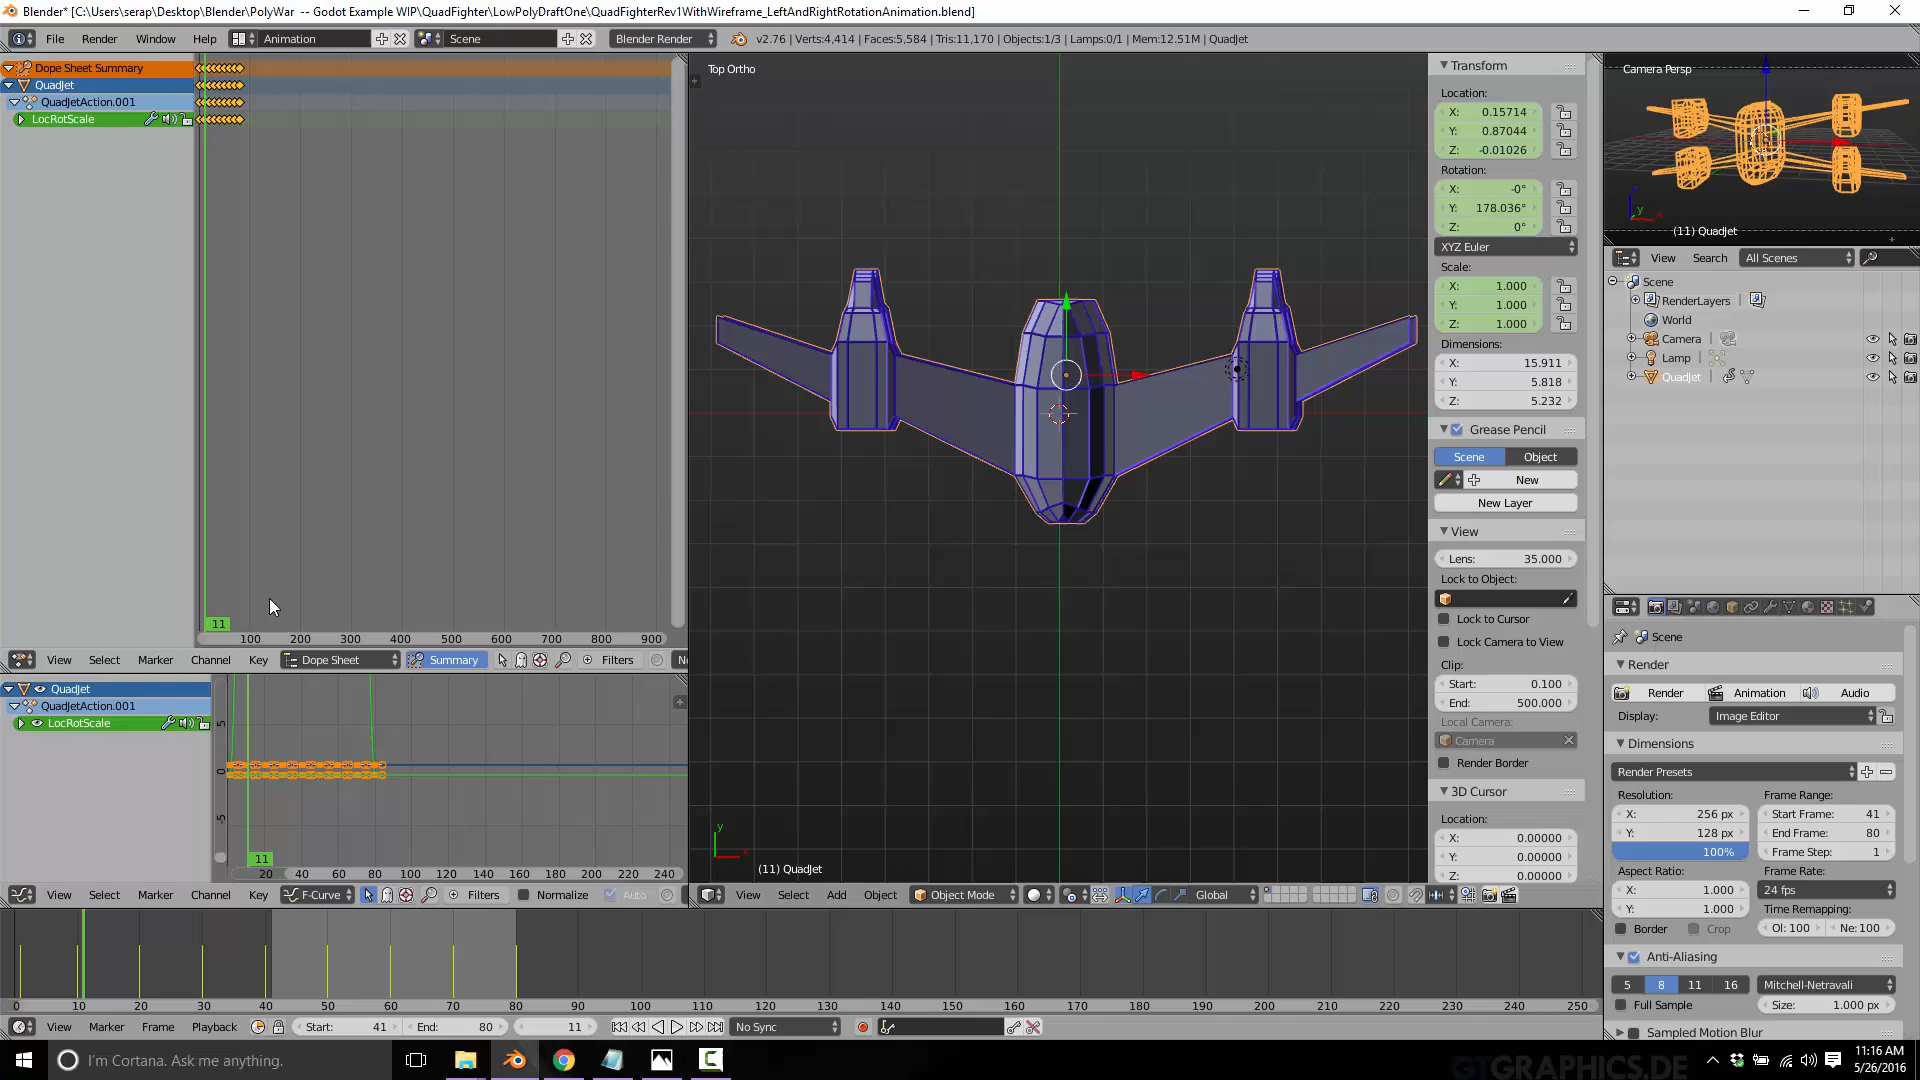 Blender* [C:\Users\serap\Desktop\Blender\PolyWar -- Godot Example WIP\QuadFighter\LowPolyDraftOne\QuadFighterRev1WithWireframe_LeftAndRightRotationAnimation.blend]
File Render Window Help Animation Scene Blender Render v2.76 | Verts:4,414 | Faces:5,584 | Tris:11,170 | Objects:1/3 | Lamps:0/1 | Mem:12.51M | QuadJet
Dope Sheet Summary
QuadJet
QuadJetAction.001
LocRotScale
11
100 200 300 400 500 600 700 800 900
View Select Marker Channel Key Dope Sheet Summary Filters
QuadJet
QuadJetAction.001
LocRotScale
5
0
-5
11
20 40 60 80 100 120 140 160 180 200 220 240
View Select Marker Channel Key F-Curve Filters Normalize Auto
Top Ortho
y
(11) QuadJet
View Select Add Object Object Mode Global
Transform
Location:
X: 0.15714
Y: 0.87044
Z: -0.01026
Rotation:
X: -0°
Y: 178.036°
Z: 0°
XYZ Euler
Scale:
X: 1.000
Y: 1.000
Z: 1.000
Dimensions:
X: 15.911
Y: 5.818
Z: 5.232
Grease Pencil
Scene Object
New
New Layer
View
Lens: 35.000
Lock to Object:
Lock to Cursor
Lock Camera to View
Clip:
Start: 0.100
End: 500.000
Local Camera:
Camera
Render Border
3D Cursor
Location:
X: 0.00000
Y: 0.00000
Z: 0.00000
Camera Persp
y
(11) QuadJet
View Search All Scenes
Scene
RenderLayers
World
Camera
Lamp
QuadJet
Scene
Render
Render Animation Audio
Display: Image Editor
Dimensions
Render Presets
Resolution: Frame Range:
X: 256 px Start Frame: 41
Y: 128 px End Frame: 80
100% Frame Step: 1
Aspect Ratio: Frame Rate:
X: 1.000 24 fps
Y: 1.000 Time Remapping:
Border Crop Ol: 100 Ne: 100
Anti-Aliasing
5 8 11 16 Mitchell-Netravali
Full Sample Size: 1.000 px
Sampled Motion Blur
0 10 20 30 40 50 60 70 80 90 100 110 120 130 140 150 160 170 180 190 200 210 220 230 240 250
View Marker Frame Playback Start: 41 End: 80 11 No Sync
I'm Cortana. Ask me anything.
GTGRAPHICS.DE
11:16 AM
5/26/2016